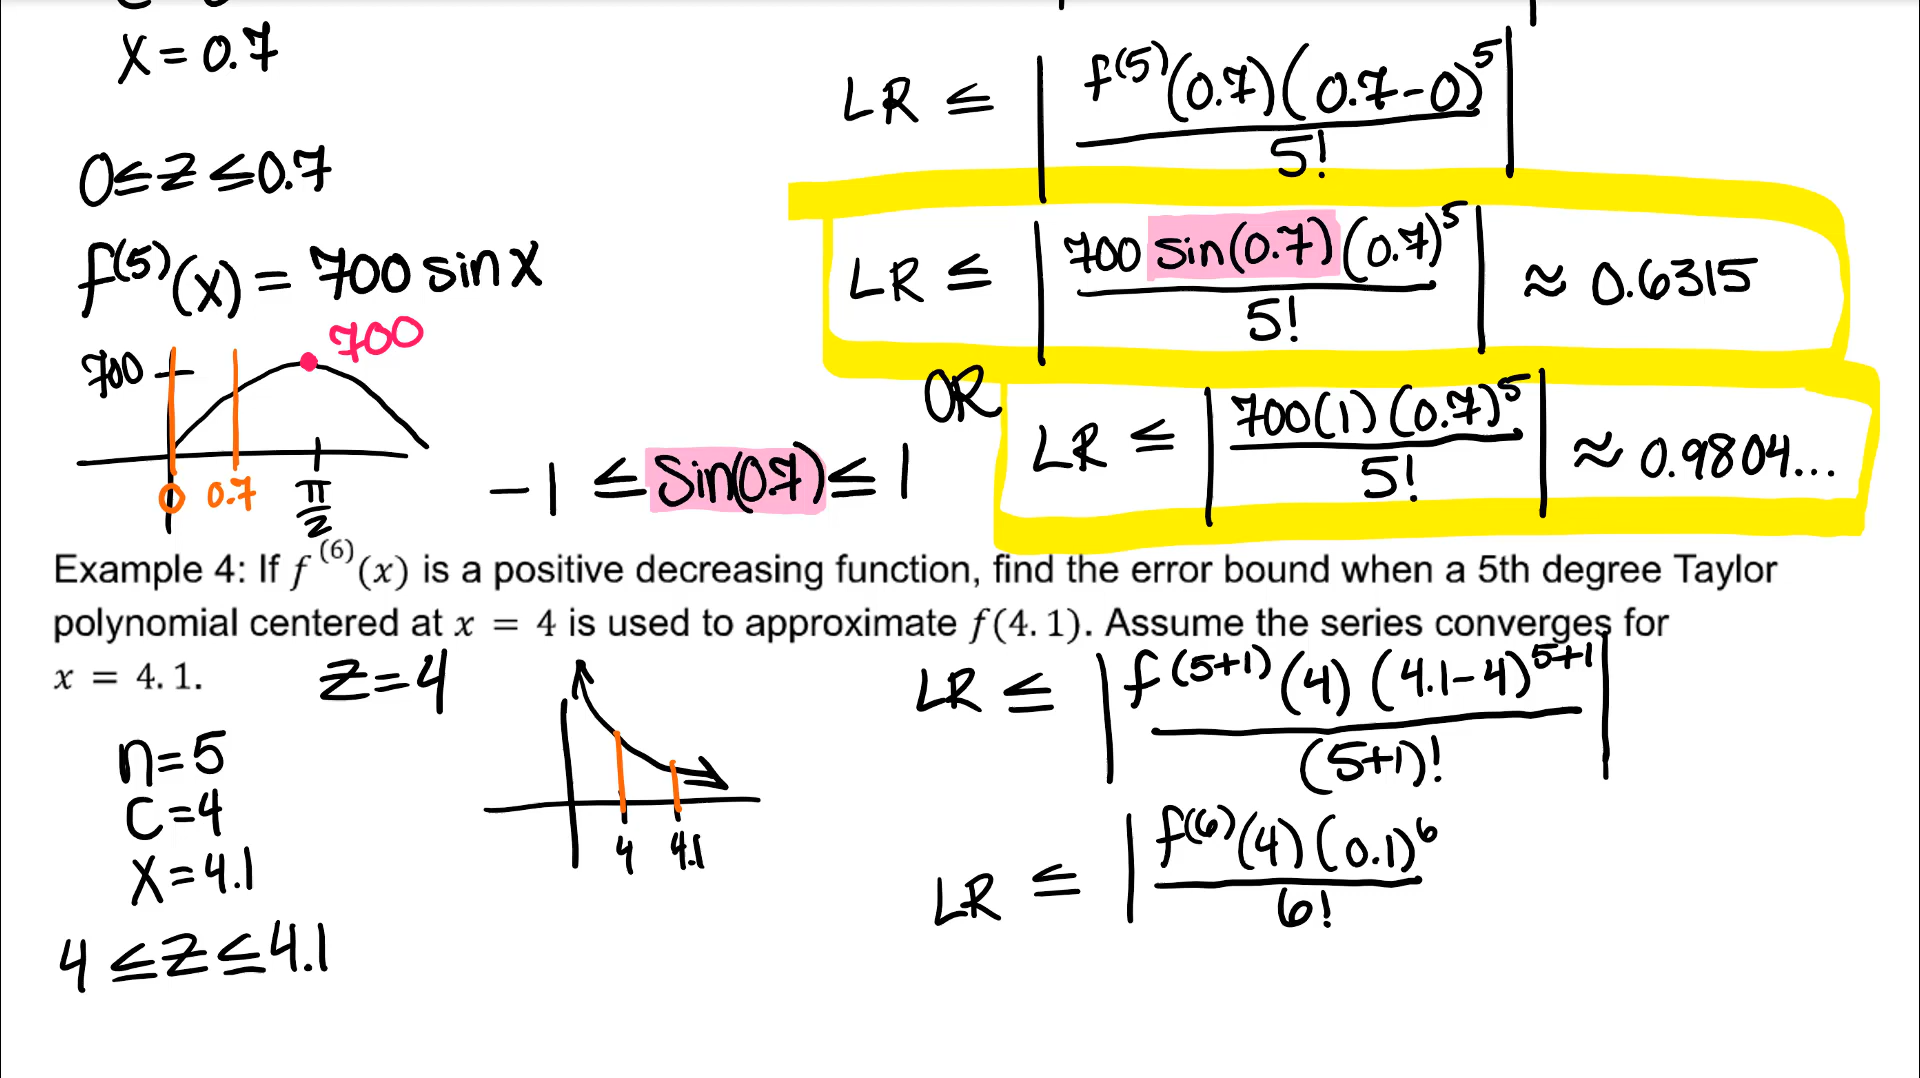 x = 0.7
0 ≤ z ≤ 0.7
f⁽⁵⁾(x) = 700 sin x
700
700
0 0.7 π/2
-1 ≤ sin(0.7) ≤ 1
LR ≤ | f⁽⁵⁾(0.7)(0.7-0)⁵ / 5! |
LR ≤ | 700 sin(0.7)(0.7)⁵ / 5! | ≈ 0.6315
OR
LR ≤ | 700(1)(0.7)⁵ / 5! | ≈ 0.9804...
Example 4: If f⁽⁶⁾(x) is a positive decreasing function, find the error bound when a 5th degree Taylor
polynomial centered at x = 4 is used to approximate f(4.1). Assume the series converges for
x = 4.1.
z=4
n=5
c=4
x=4.1
4 ≤ z ≤ 4.1
4 4.1
LR ≤ | f⁽⁵⁺¹⁾(4)(4.1-4)⁵⁺¹ / (5+1)! |
LR ≤ | f⁽⁶⁾(4)(0.1)⁶ / 6!